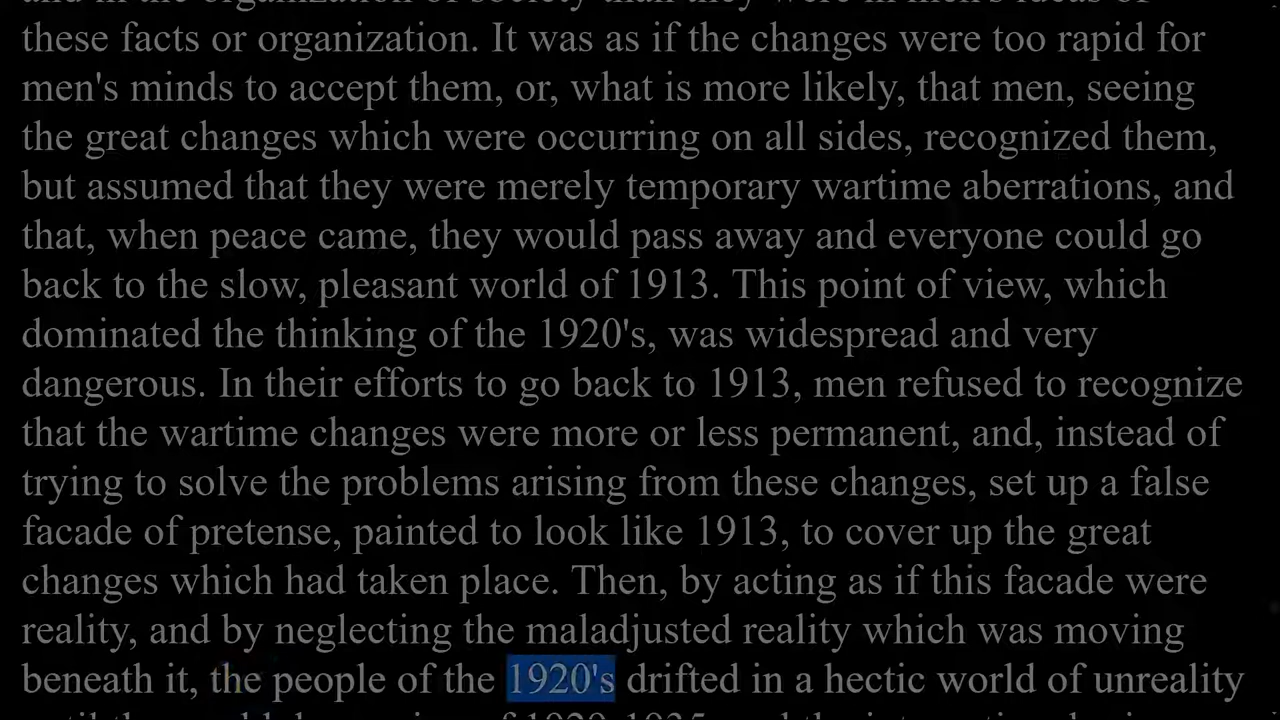 these facts or organization. It was as if the changes were too rapid for
men's minds to accept them, or, what is more likely, that men, seeing
the great changes which were occurring on all sides, recognized them,
but assumed that they were merely temporary wartime aberrations, and
that, when peace came, they would pass away and everyone could go
back to the slow, pleasant world of 1913. This point of view, which
dominated the thinking of the 1920's, was widespread and very
dangerous. In their efforts to go back to 1913, men refused to recognize
that the wartime changes were more or less permanent, and, instead of
trying to solve the problems arising from these changes, set up a false
facade of pretense, painted to look like 1913, to cover up the great
changes which had taken place. Then, by acting as if this facade were
reality, and by neglecting the maladjusted reality which was moving
beneath it, the people of the 1920's drifted in a hectic world of unreality